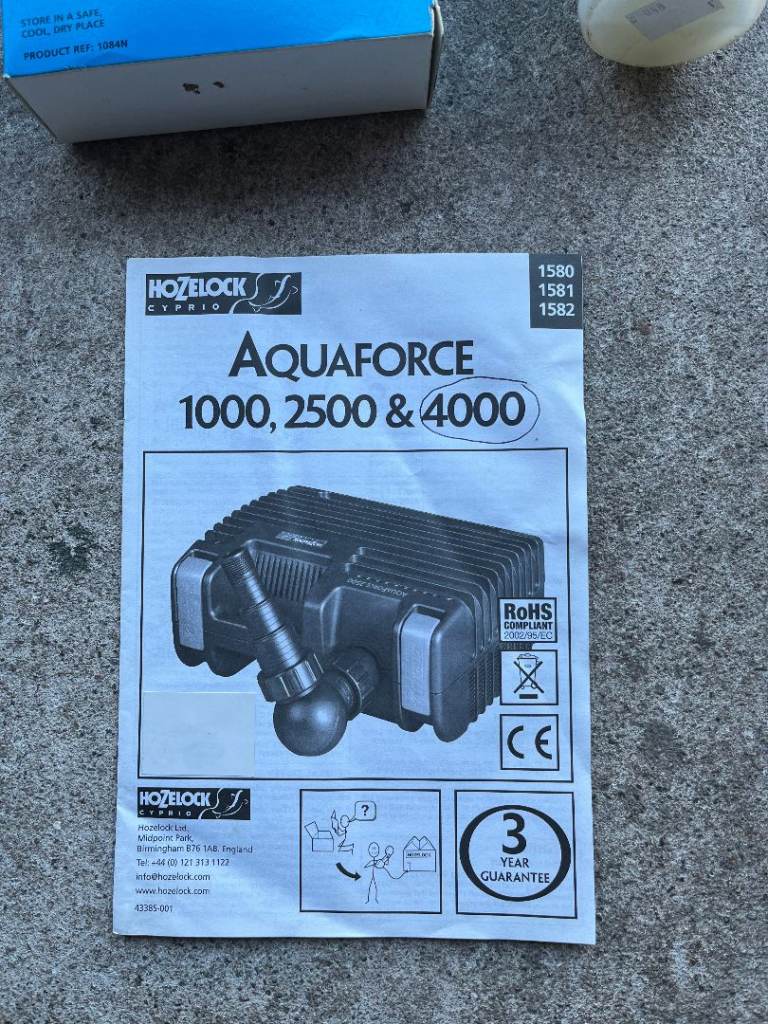 STORE IN A SAFE,
COOL, DRY PLACE
PRODUCT REF: 1084N
HOZELOCK
CYPRIO
1580
1581
1582
AQUAFORCE
1000, 2500 & 4000
RoHS
COMPLIANT
2002/95/EC
CE
HOZELOCK
CYPRIO
Hozelock Ltd.
Midpoint Park,
Birmingham B76 1AB. England
Tel: +44 (0) 121 313 1122
info@hozelock.com
www.hozelock.com
43385-001
?
HOZELOCK
3
YEAR
GUARANTEE